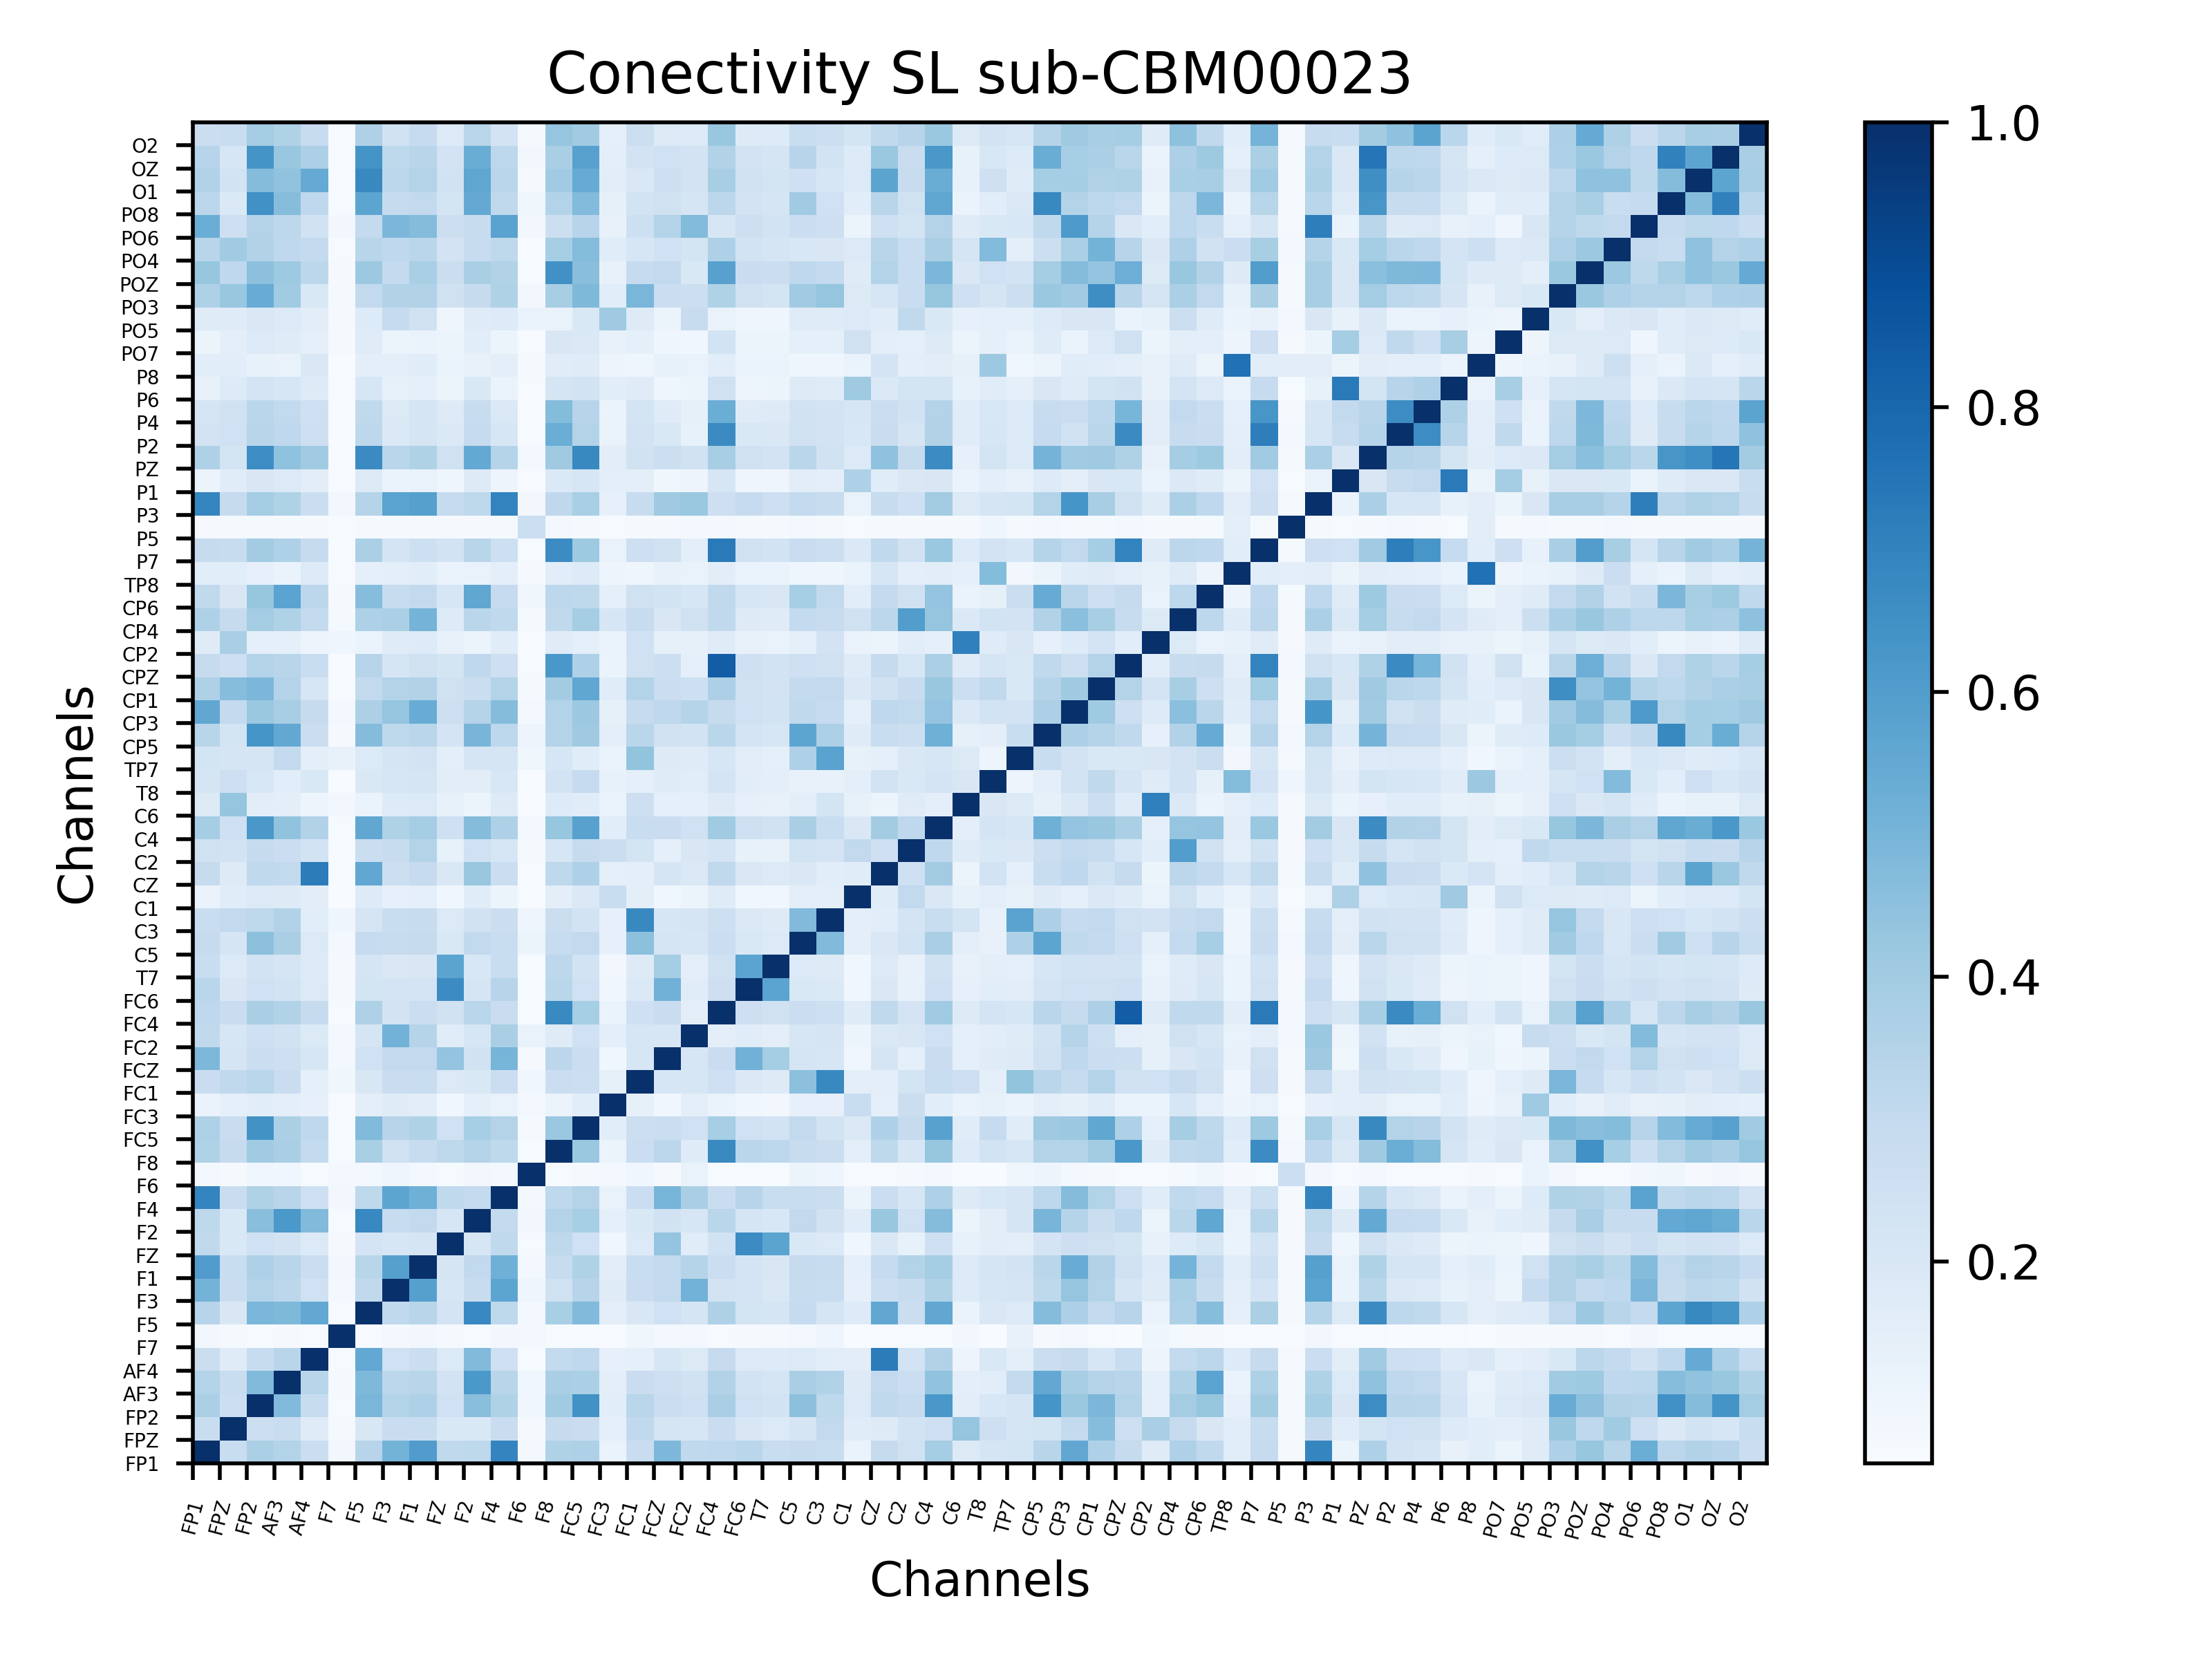 Conectivity SL sub-CBM00023
Channels
O2
OZ
O1
PO8
PO6
PO4
POZ
PO3
PO5
PO7
P8
P6
P4
P2
PZ
P1
P3
P5
P7
TP8
CP6
CP4
CP2
CPZ
CP1
CP3
CP5
TP7
T8
C6
C4
C2
CZ
C1
C3
C5
T7
FC6
FC4
FC2
FCZ
FC1
FC3
FC5
F8
F6
F4
F2
FZ
F1
F3
F5
F7
AF4
AF3
FP2
FPZ
FP1
FP1 FPZ FP2 AF3 AF4 F7 F5 F3 F1 FZ F2 F4 F6 F8 FC5 FC3 FC1 FCZ FC2 FC4 FC6 T7 C5 C3 C1 CZ C2 C4 C6 T8 TP7 CP5 CP3 CP1 CPZ CP2 CP4 CP6 TP8 P7 P5 P3 P1 PZ P2 P4 P6 P8 PO7 PO5 PO3 POZ PO4 PO6 PO8 O1 OZ O2
Channels
1.0
0.8
0.6
0.4
0.2